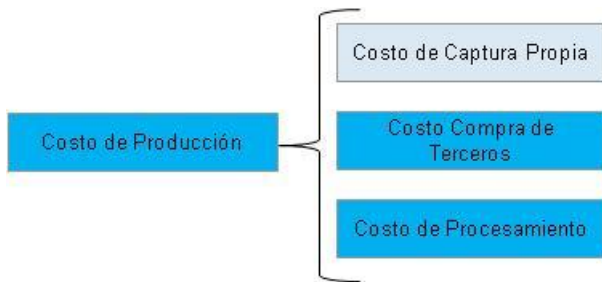 Costo de Captura Propia
Costo de Producción
Costo Compra de
Terceros
Costo de Procesamiento